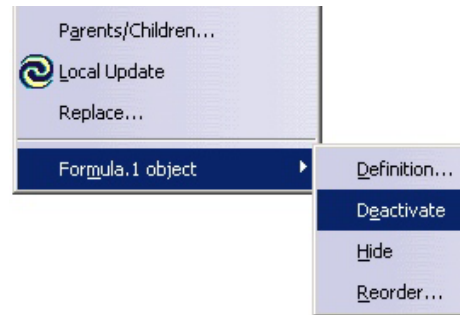 Parents/Children...
Local Update
Replace...
Formula.1 object
Definition...
Deactivate
Hide
Reorder...